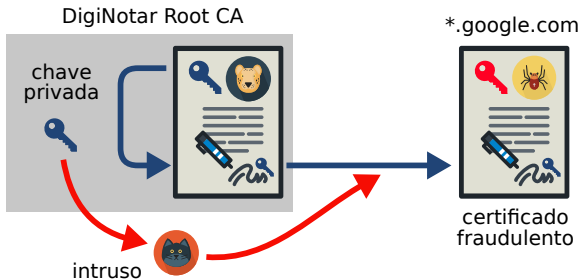 DigiNotar Root CA
*.google.com
chave
privada
certificado
fraudulento
intruso